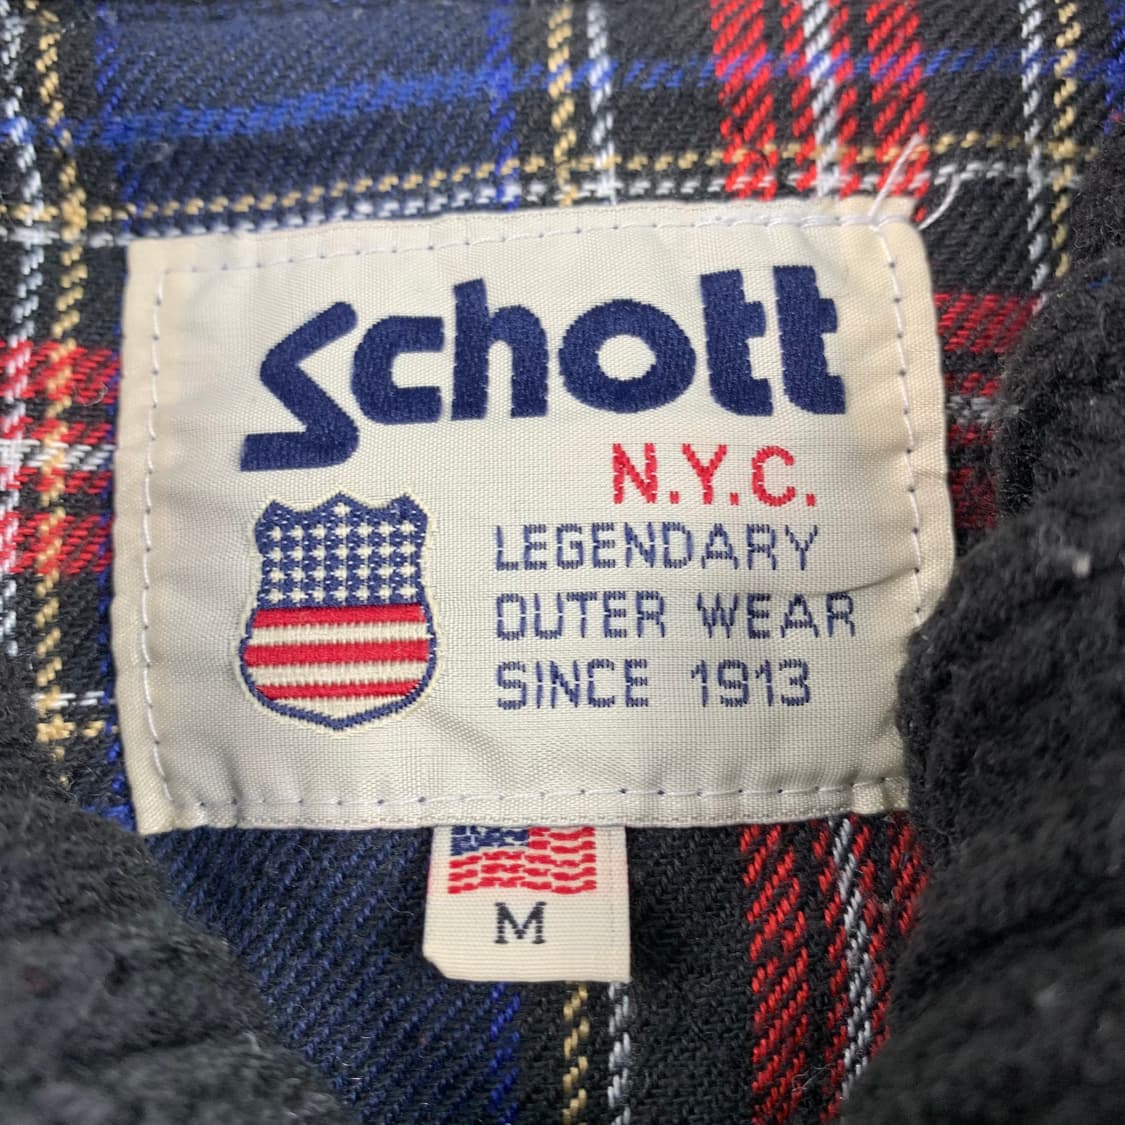 Schott
N.Y.C.
LEGENDARY
OUTER WEAR
SINCE 1913
M